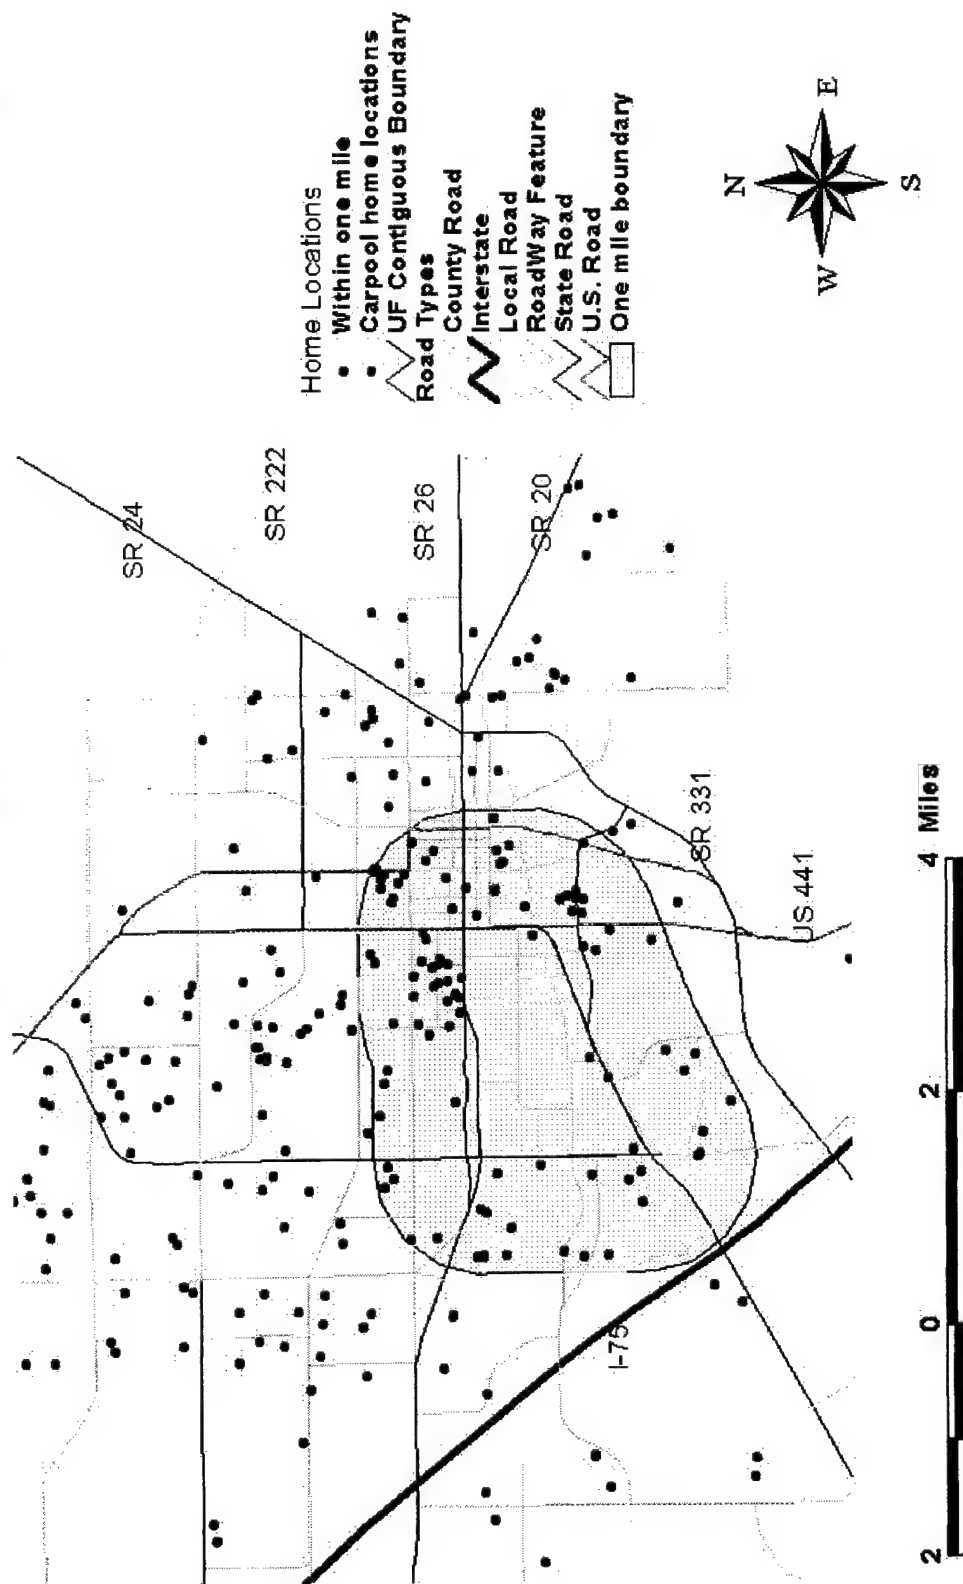 Home Locations
Within one mile
Carpool home locations
UF Contiguous Boundary
Road Types
County Road
Interstate
Local Road
RoadWay Feature
State Road
U.S. Road
One mile boundary
N
W
E
S
SR 24
SR 222
SR 26
SR 20
SR 331
US 441
I-75
2
0
2
4
Miles